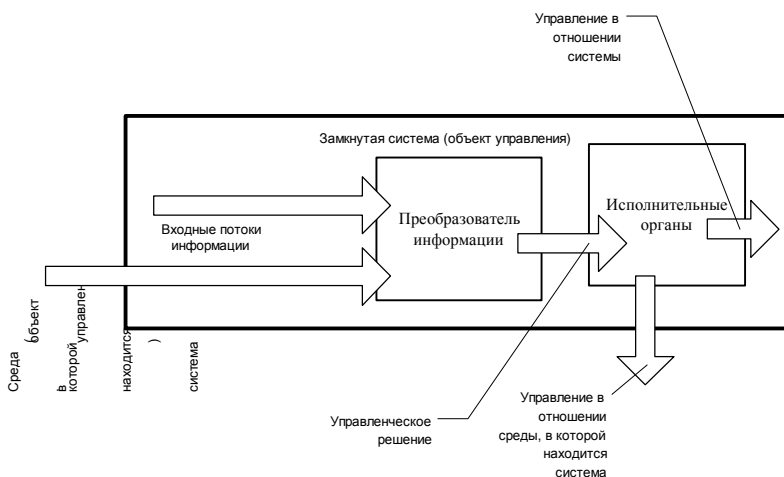 Управление в
отношении
системы
Замкнутая система (объект управления)
Входные потоки
информации
Преобразователь
информации
Исполнительные
органы
Среда (объект
управлен
в
которой
находится
)
система
Управленческое
решение
Управление в
отношении
среды, в которой
находится
система